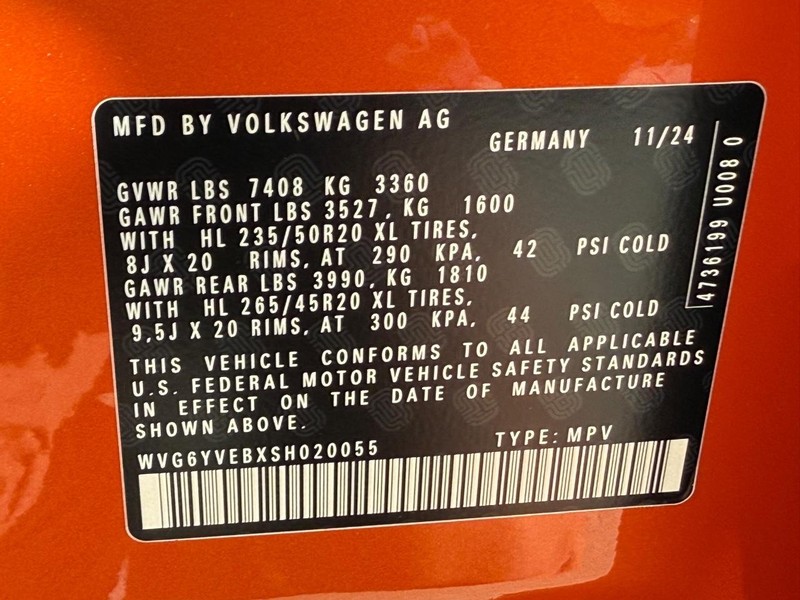 MFD BY VOLKSWAGEN AG
GERMANY 11/24
GVWR LBS 7408 KG 3360
GAWR FRONT LBS 3527, KG 1600
WITH HL 235/50R20 XL TIRES,
8J X 20 RIMS, AT 290 KPA, 42 PSI COLD
GAWR REAR LBS 3990, KG 1810
WITH HL 265/45R20 XL TIRES,
9,5J X 20 RIMS, AT 300 KPA, 44 PSI COLD
THIS VEHICLE CONFORMS TO ALL APPLICABLE
U.S. FEDERAL MOTOR VEHICLE SAFETY STANDARDS
IN EFFECT ON THE DATE OF MANUFACTURE
SHOWN ABOVE.
WVG6YVEBXSH020055 TYPE: MPV
4736199 U008 0